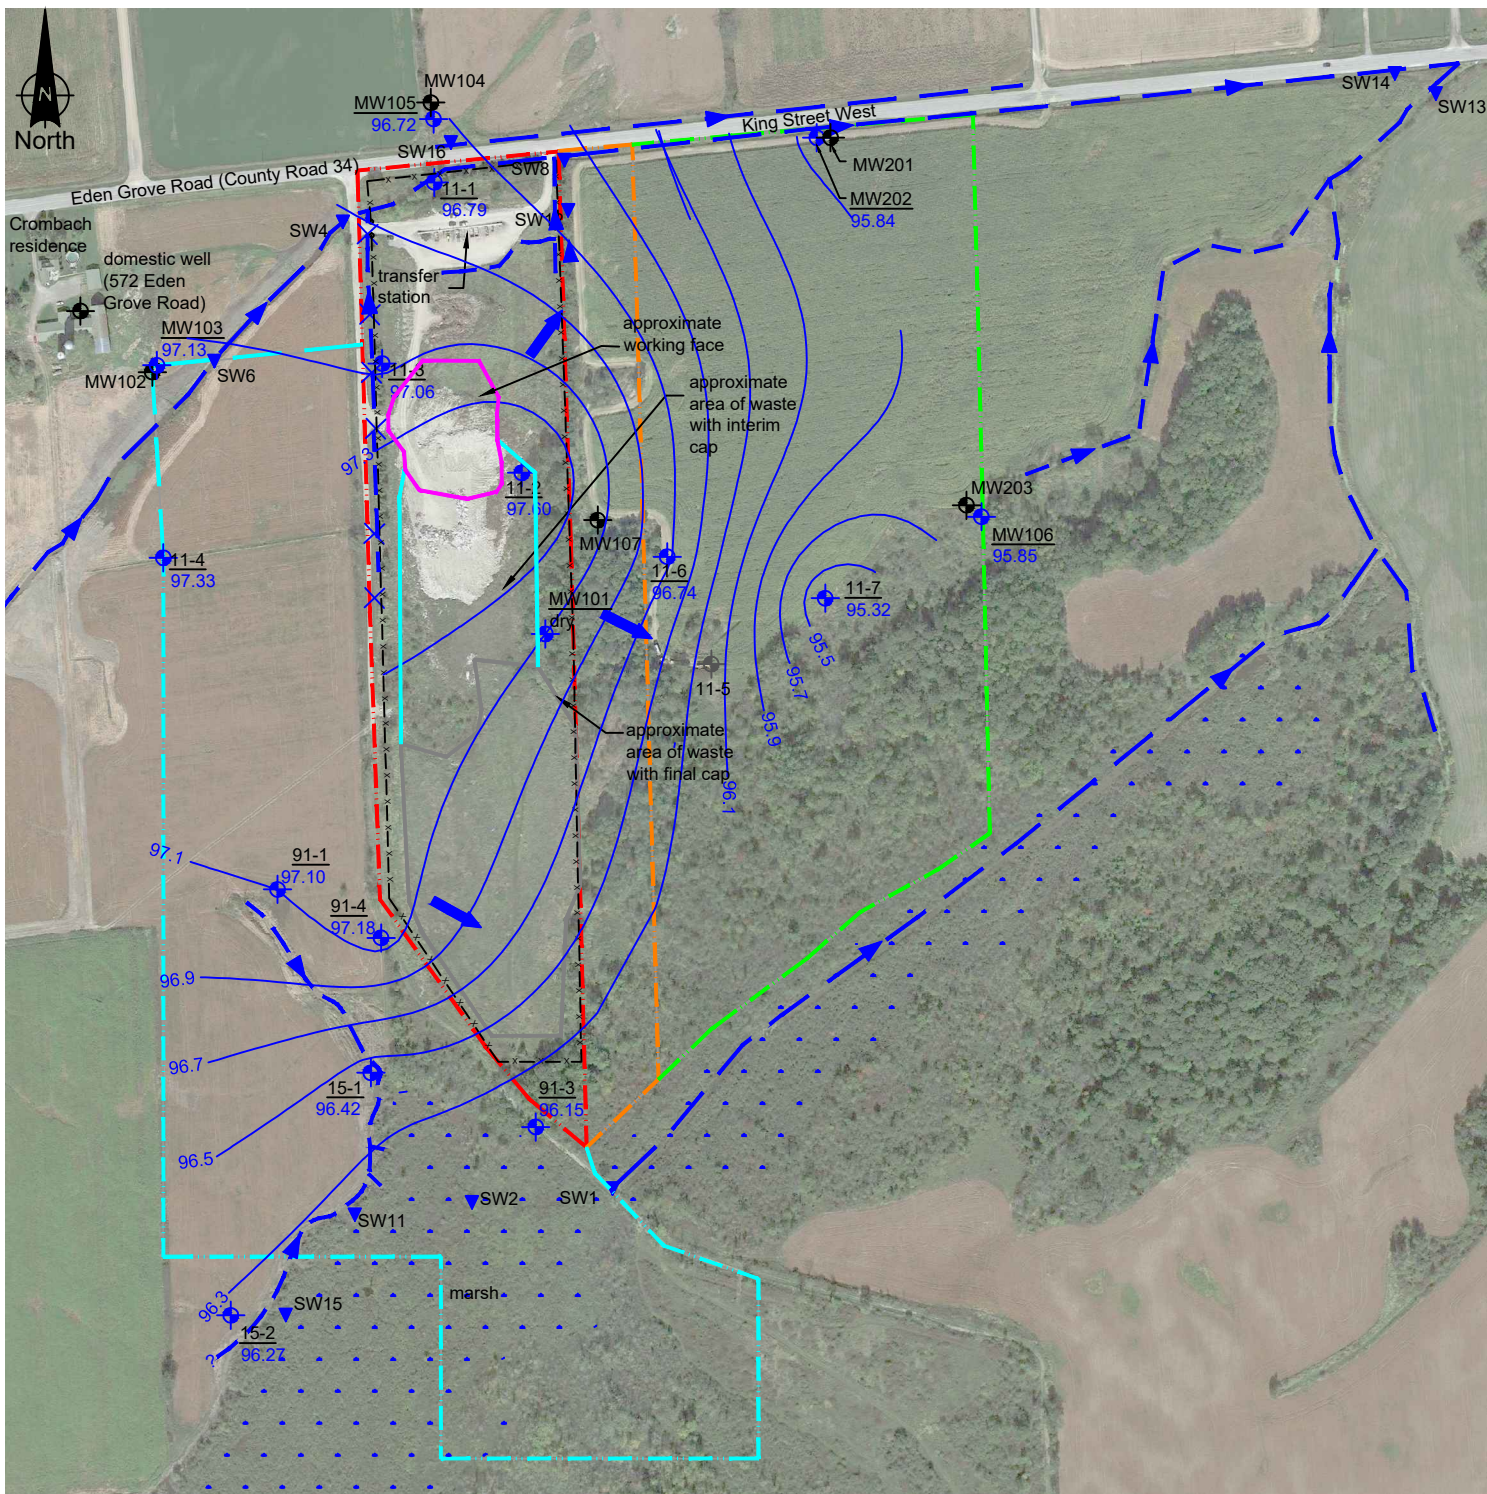 N
North
MW104
MW105
96.72
SW16
Eden Grove Road (County Road 34)
King Street West
SW14
SW13
MW201
MW202
95.84
SW8
11-1
96.79
SW4
Crombach
residence
domestic well
(572 Eden
Grove Road)
transfer
station
MW103
97.13
MW102
SW6
approximate
working face
11-3
97.06
approximate
area of waste
with interim
cap
97.3
11-2
97.60
MW107
MW203
MW106
95.85
11-4
97.33
11-6
96.74
11-7
95.32
MW101
dry
11-5
95.5
95.7
95.9
96.1
approximate
area of waste
with final cap
97.1
91-1
97.10
91-4
97.18
96.9
96.7
15-1
96.42
91-3
96.15
96.5
SW2
SW1
SW11
96.3
SW15
marsh
15-2
96.27
?